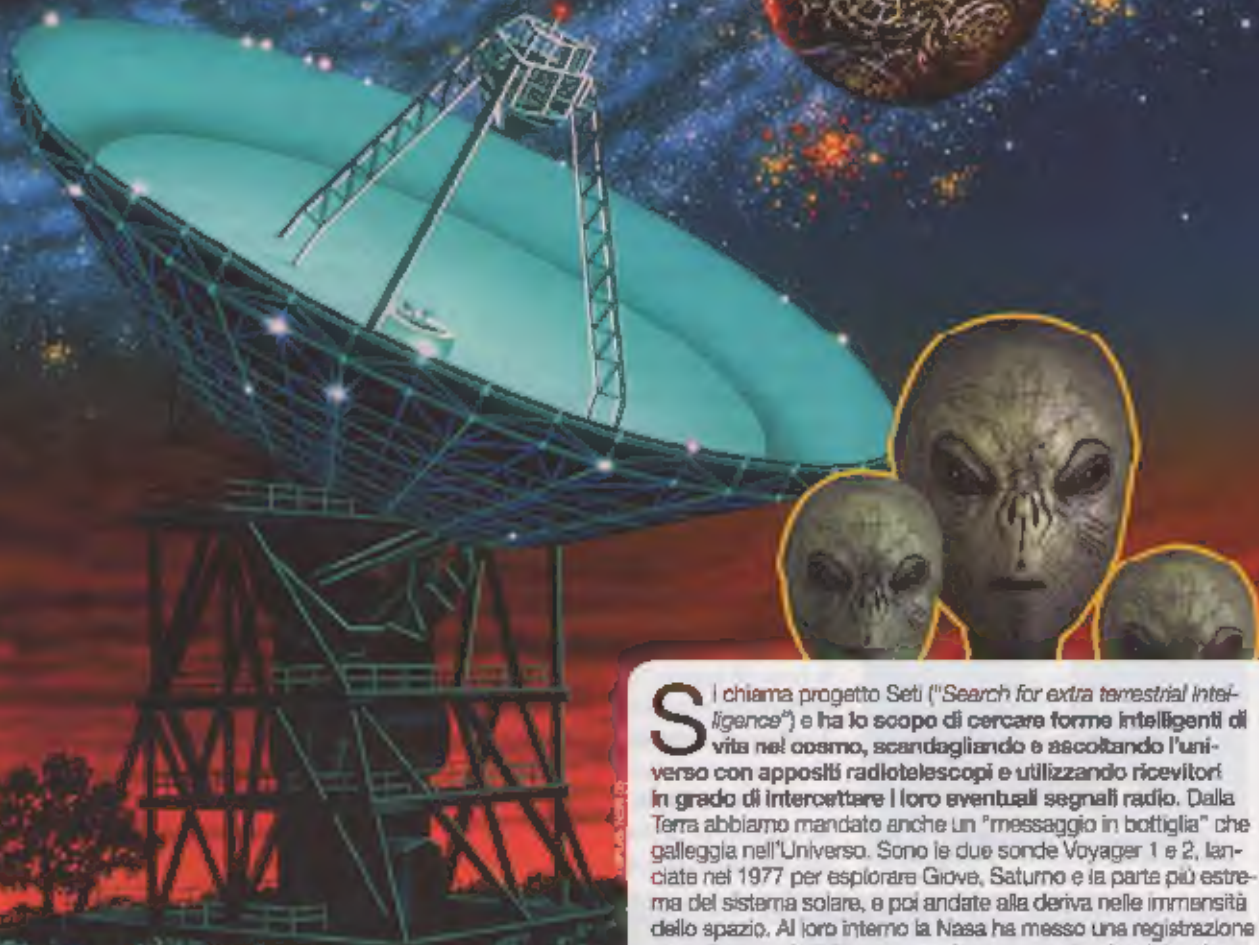 Si chiama progetto Seti ("Search for extra terrestrial intel-
ligence") e ha lo scopo di cercare forme intelligenti di
vita nel cosmo, scandagliando e ascoltando l'uni-
verso con appositi radiotelescopi e utilizzando ricevitori
in grado di intercettare i loro eventuali segnali radio. Dalla
Terra abbiamo mandato anche un "messaggio in bottiglia" che
galleggia nell'Universo. Sono le due sonde Voyager 1 e 2, lan-
ciate nel 1977 per esplorare Giove, Saturno e la parte più estre-
ma del sistema solare, e poi andate alla deriva nelle immensità
dello spazio. Al loro interno la Nasa ha messo una registrazione